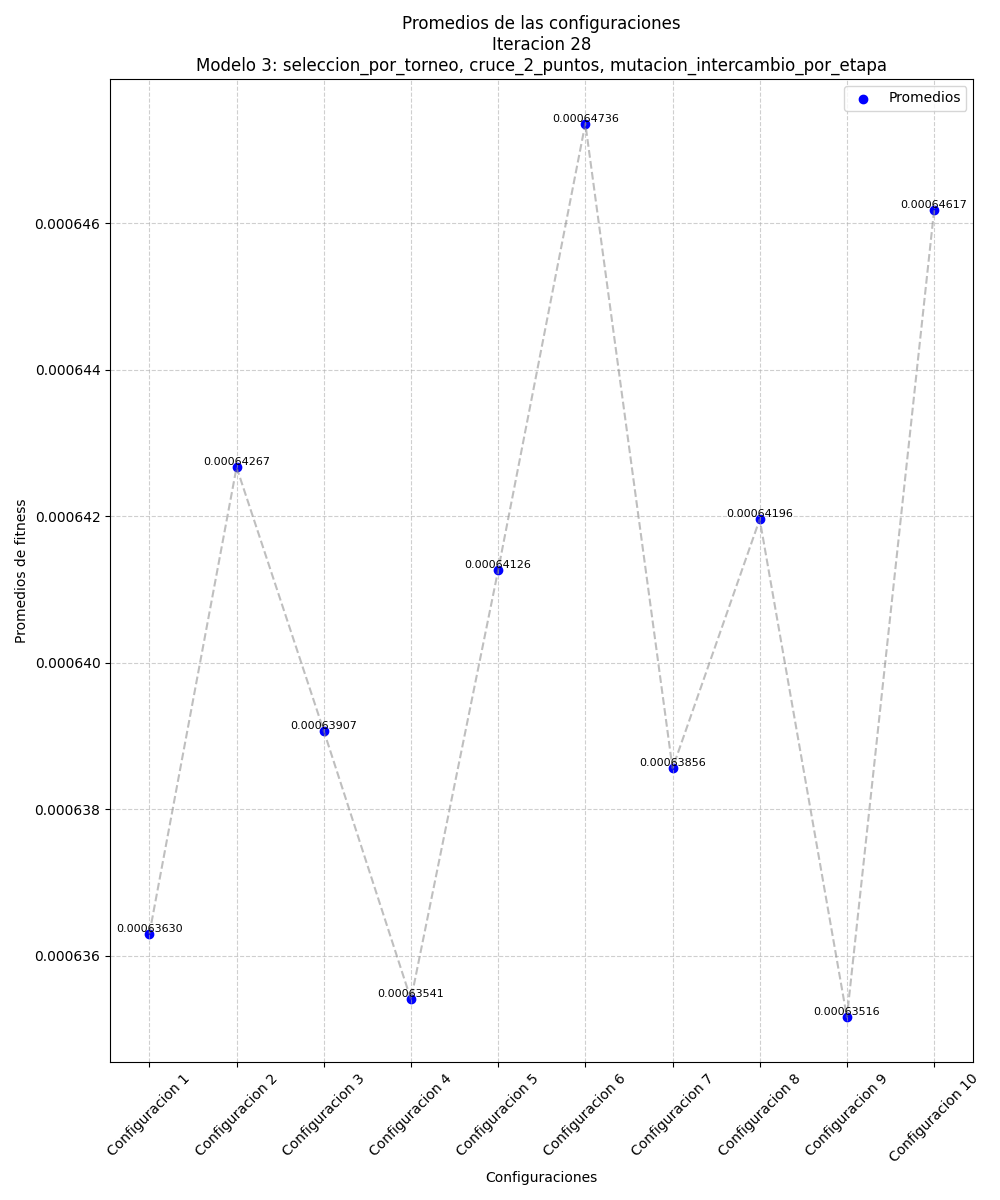 Promedios de las configuraciones
Iteracion 28
Modelo 3: seleccion_por_torneo, cruce_2_puntos, mutacion_intercambio_por_etapa
Promedios
0.00064736
0.00064617
0.000646
0.000644
0.00064267
0.00064196
0.000642
0.00064126
0.000640
0.00063907
0.00063856
0.000638
0.00063630
0.000636
0.00063541
0.00063516
Promedios de fitness
Configuracion 1
Configuracion 2
Configuracion 3
Configuracion 4
Configuracion 5
Configuracion 6
Configuracion 7
Configuracion 8
Configuracion 9
Configuracion 10
Configuraciones